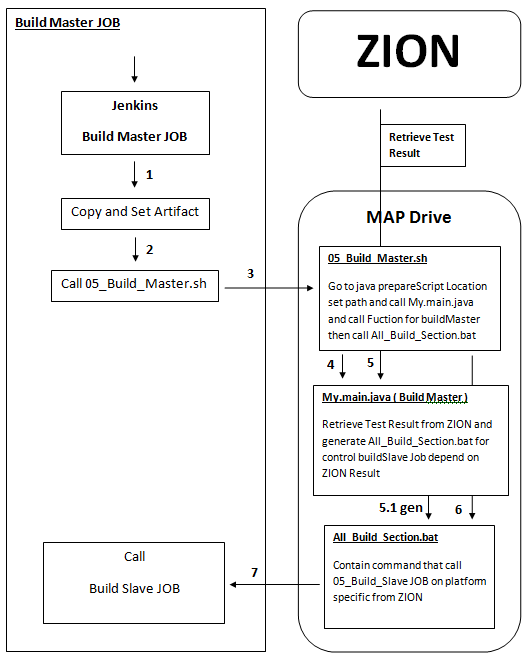 Build Master JOB
Jenkins
Build Master JOB
1
Copy and Set Artifact
2
Call 05_Build_Master.sh
3
Call
Build Slave JOB
ZION
Retrieve Test
Result
MAP Drive
05_Build_Master.sh
Go to java prepareScript Location
set path and call My.main.java
and call Fuction for buildMaster
then call All_Build_Section.bat
4
5
My.main.java ( Build Master )
Retrieve Test Result from ZION and
generate All_Build_Section.bat for
control buildSlave Job depend on
ZION Result
5.1 gen
6
All_Build_Section.bat
Contain command that call
05_Build_Slave JOB on platform
specific from ZION
7